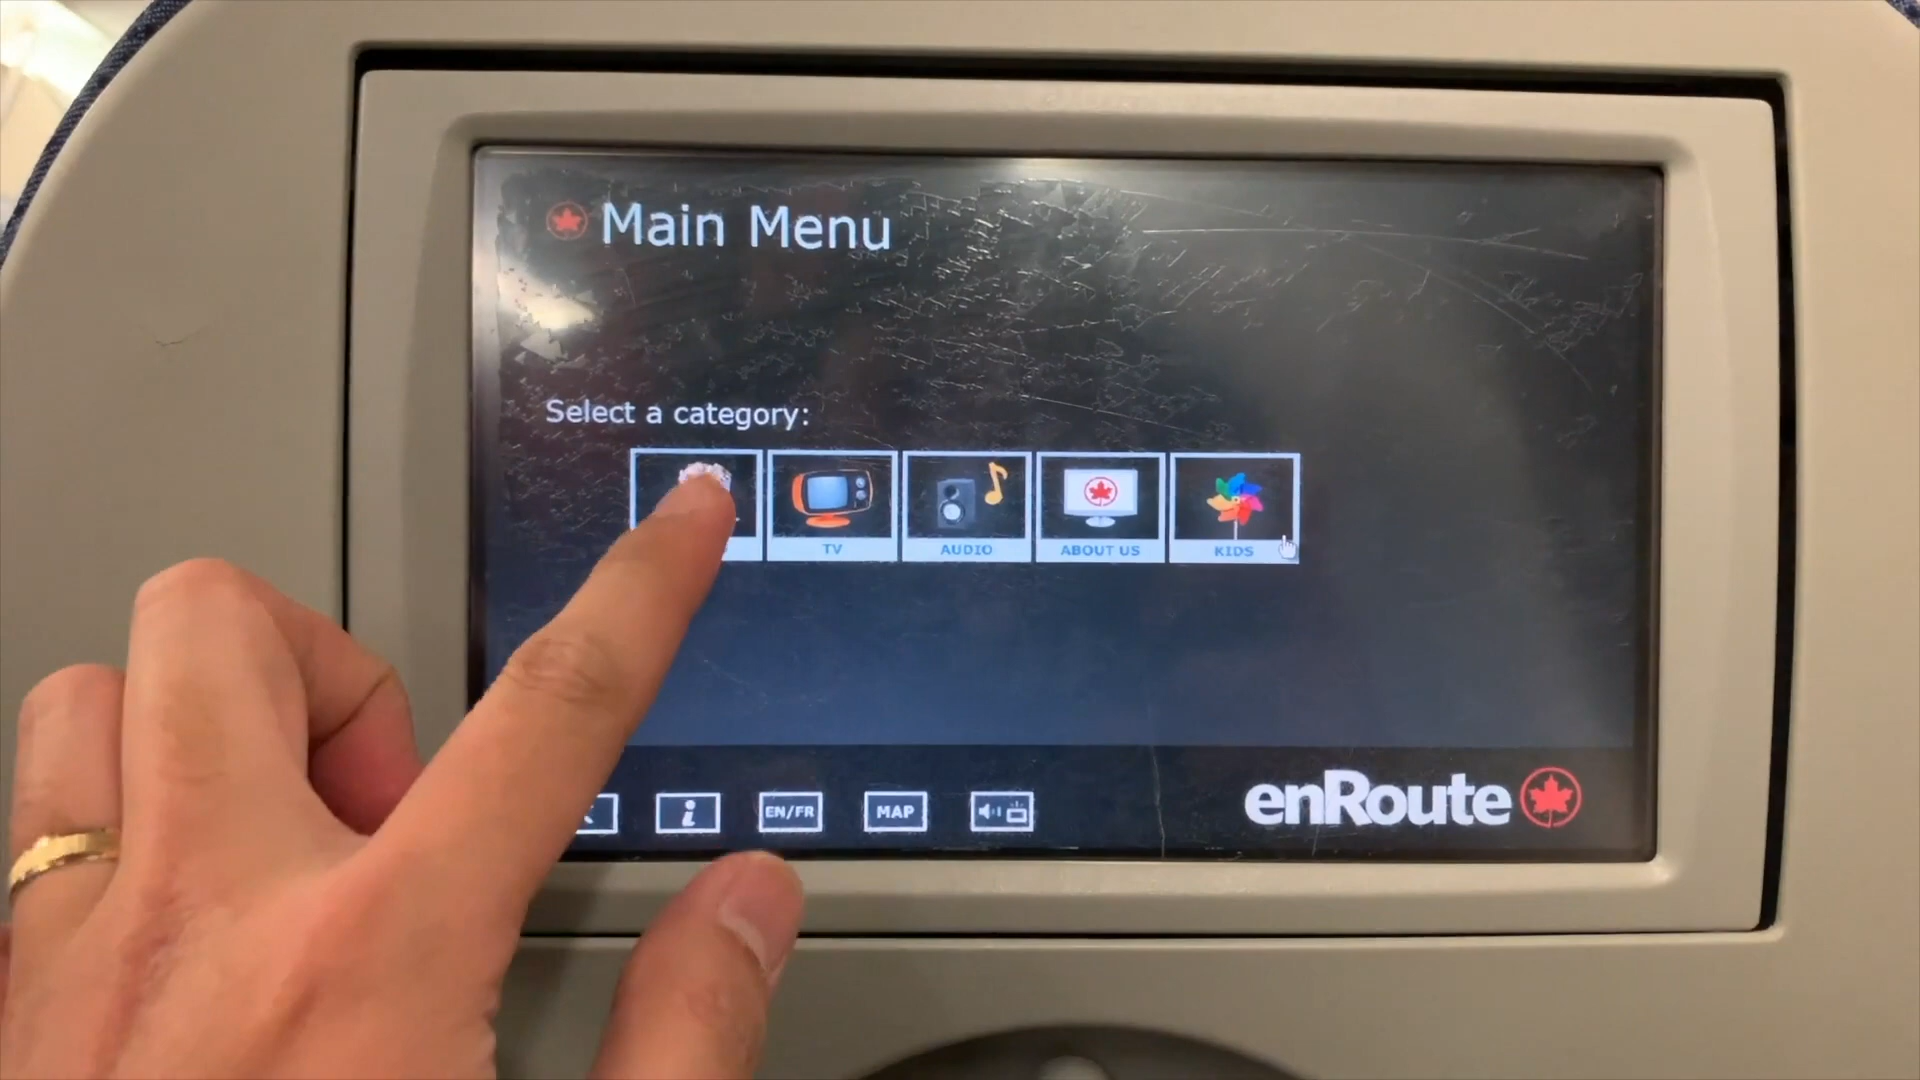 Main Menu
Select a category:
TV
AUDIO
ABOUT US
KIDS
i
EN/FR
MAP
enRoute